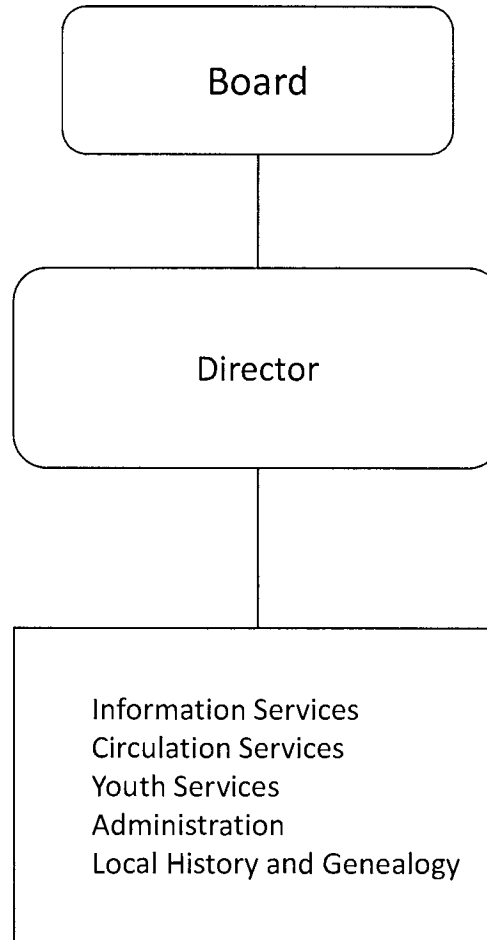 Board
Director
Information Services
Circulation Services
Youth Services
Administration
Local History and Genealogy